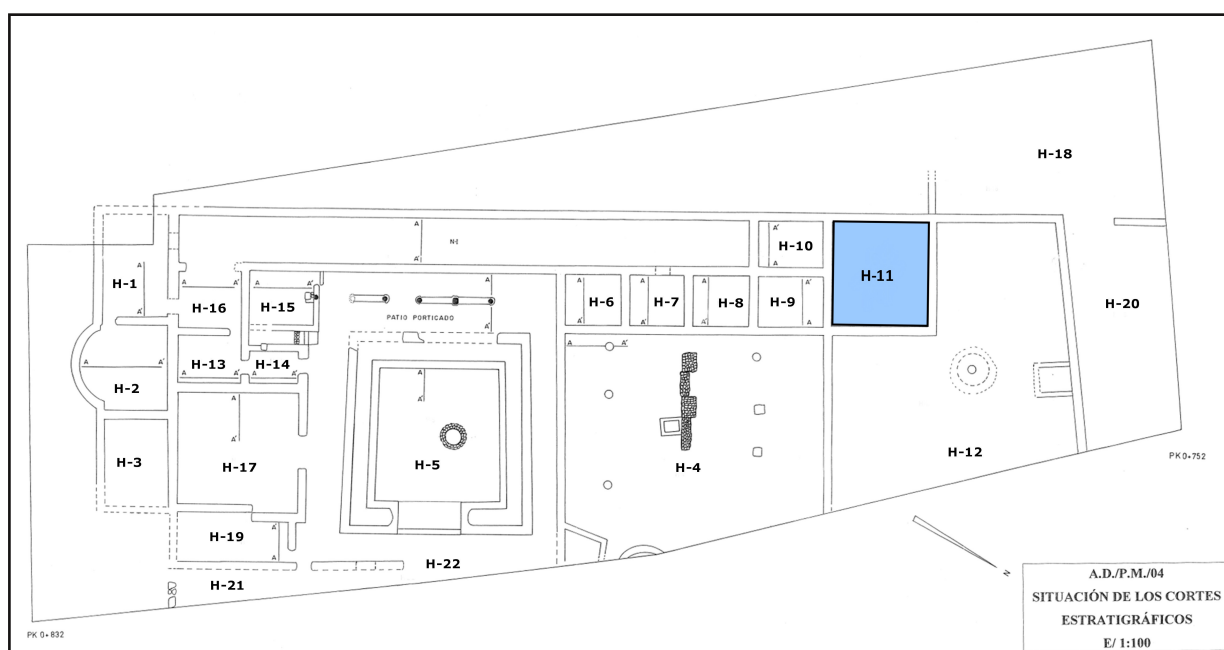 H-18
A
A'
N-I
A'
A
H-10
H-11
H-1
A
A'
A
A'
H-16
A
A'
H-15
A
A'
PATIO PORTICADO
A
A'
H-6
A
A'
H-7
A
A'
H-8
A
A'
H-9
H-20
H-13
A
A'
H-14
A
A'
A
A'
H-2
A
A'
H-3
A
A'
H-17
A
A'
H-5
H-4
H-12
PK 0+752
H-19
A'
A
H-22
H-21
N
PK 0+832
A.D./P.M./04
SITUACIÓN DE LOS CORTES
ESTRATIGRÁFICOS
E/ 1:100